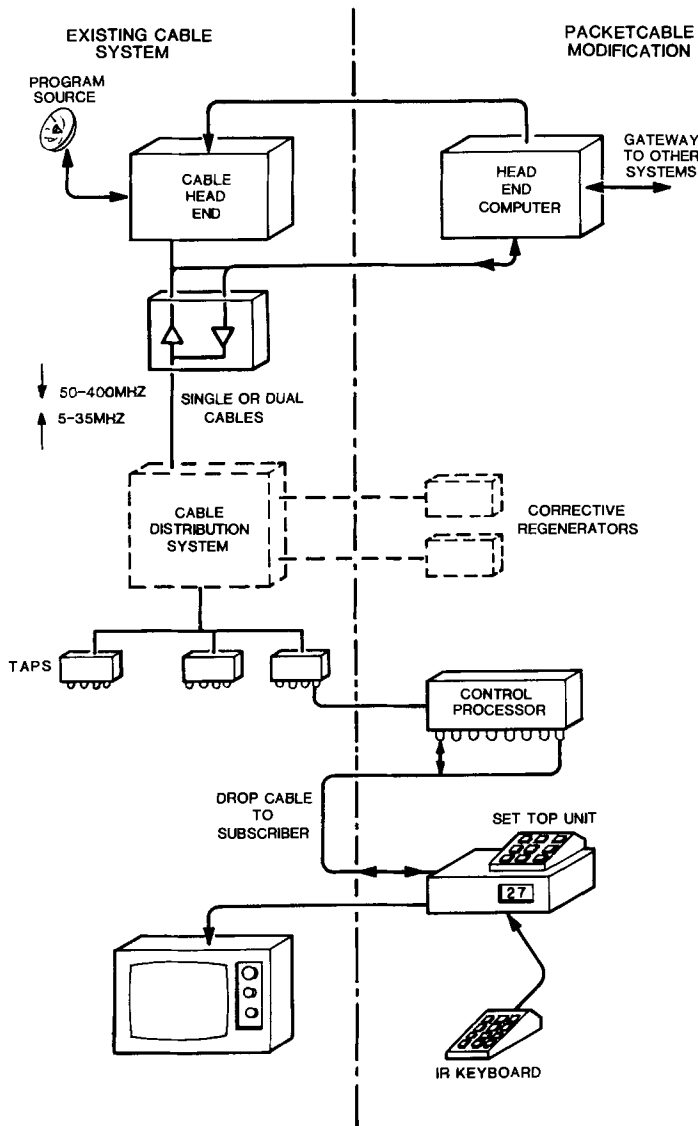 EXISTING CABLE
SYSTEM
PACKETCABLE
MODIFICATION
PROGRAM
SOURCE
CABLE
HEAD
END
HEAD
END
COMPUTER
GATEWAY
TO OTHER
SYSTEMS
50-400MHZ
5-35MHZ
SINGLE OR DUAL
CABLES
CABLE
DISTRIBUTION
SYSTEM
CORRECTIVE
REGENERATORS
TAPS
CONTROL
PROCESSOR
DROP CABLE
TO
SUBSCRIBER
SET TOP UNIT
27
IR KEYBOARD